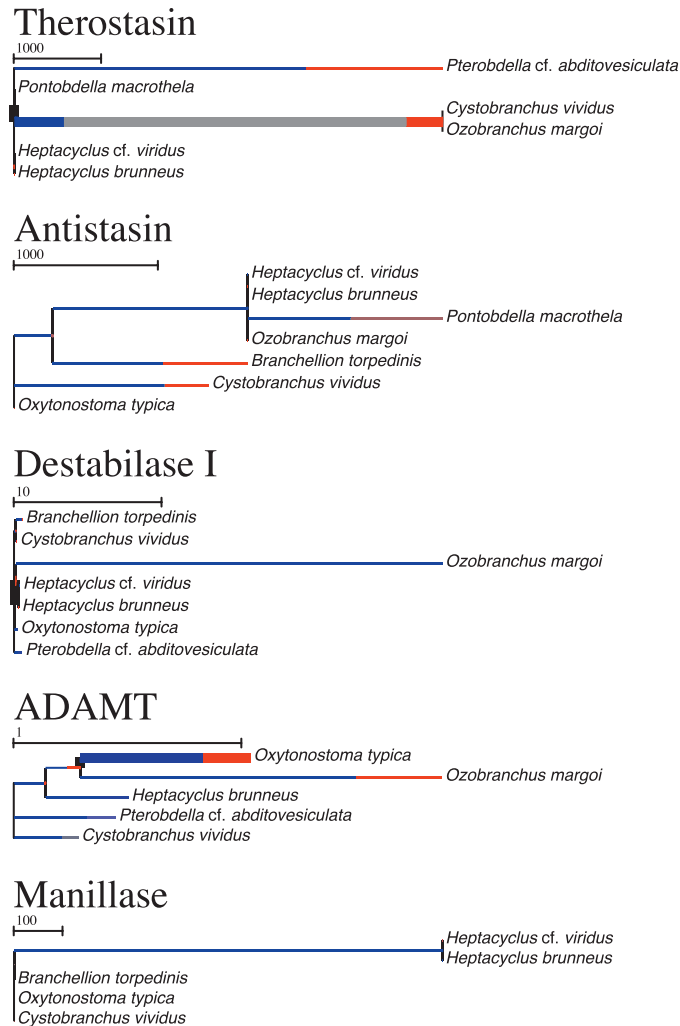 Therostasin
1000
Pterobdella cf. abditovesiculata
Pontobdella macrothela
Cystobranchus vividus
Ozobranchus margoi
Heptacyclus cf. viridus
Heptacyclus brunneus
Antistasin
1000
Heptacyclus cf. viridus
Heptacyclus brunneus
Pontobdella macrothela
Ozobranchus margoi
Branchellion torpedinis
Cystobranchus vividus
Oxytonostoma typica
Destabilase I
10
Branchellion torpedinis
Cystobranchus vividus
Ozobranchus margoi
Heptacyclus cf. viridus
Heptacyclus brunneus
Oxytonostoma typica
Pterobdella cf. abditovesiculata
ADAMT
1
Oxytonostoma typica
Ozobranchus margoi
Heptacyclus brunneus
Pterobdella cf. abditovesiculata
Cystobranchus vividus
Manillase
100
Heptacyclus cf. viridus
Heptacyclus brunneus
Branchellion torpedinis
Oxytonostoma typica
Cystobranchus vividus